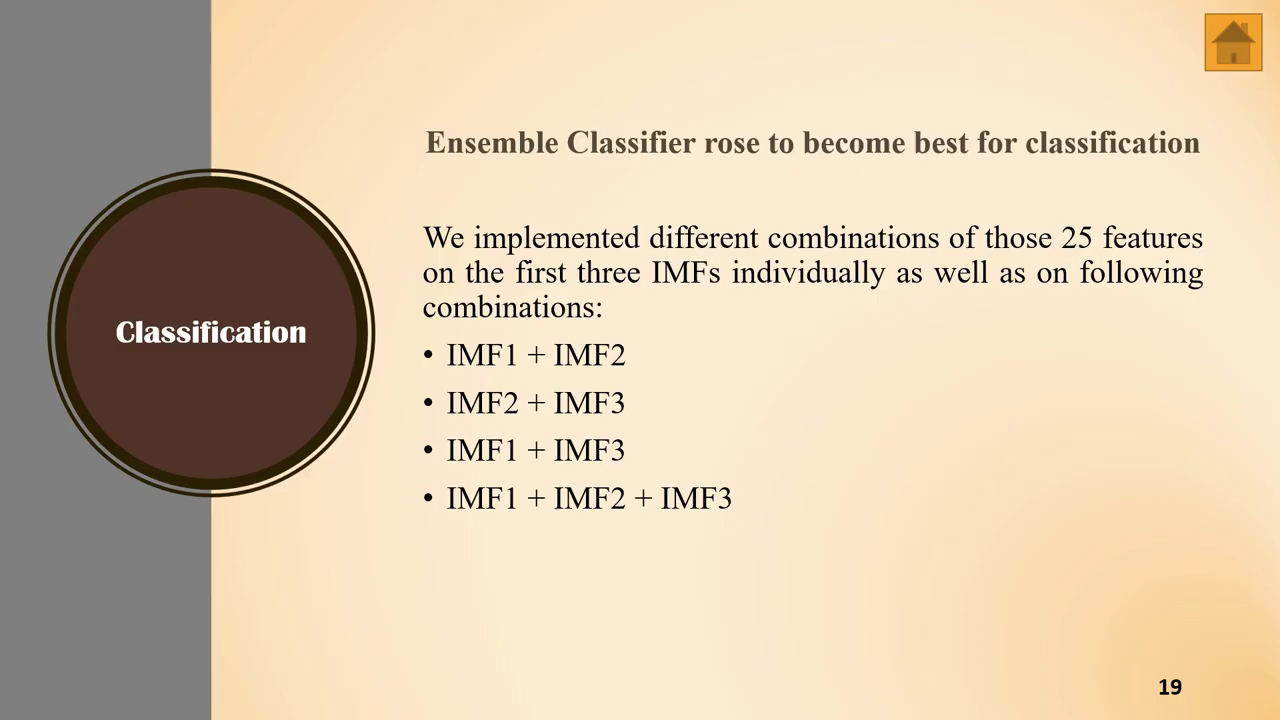 Ensemble Classifier rose to become best for classification
Classification
We implemented different combinations of those 25 features
on the first three IMFs individually as well as on following
combinations:
• IMF1 + IMF2
• IMF2 + IMF3
• IMF1 + IMF3
• IMF1 + IMF2 + IMF3
19